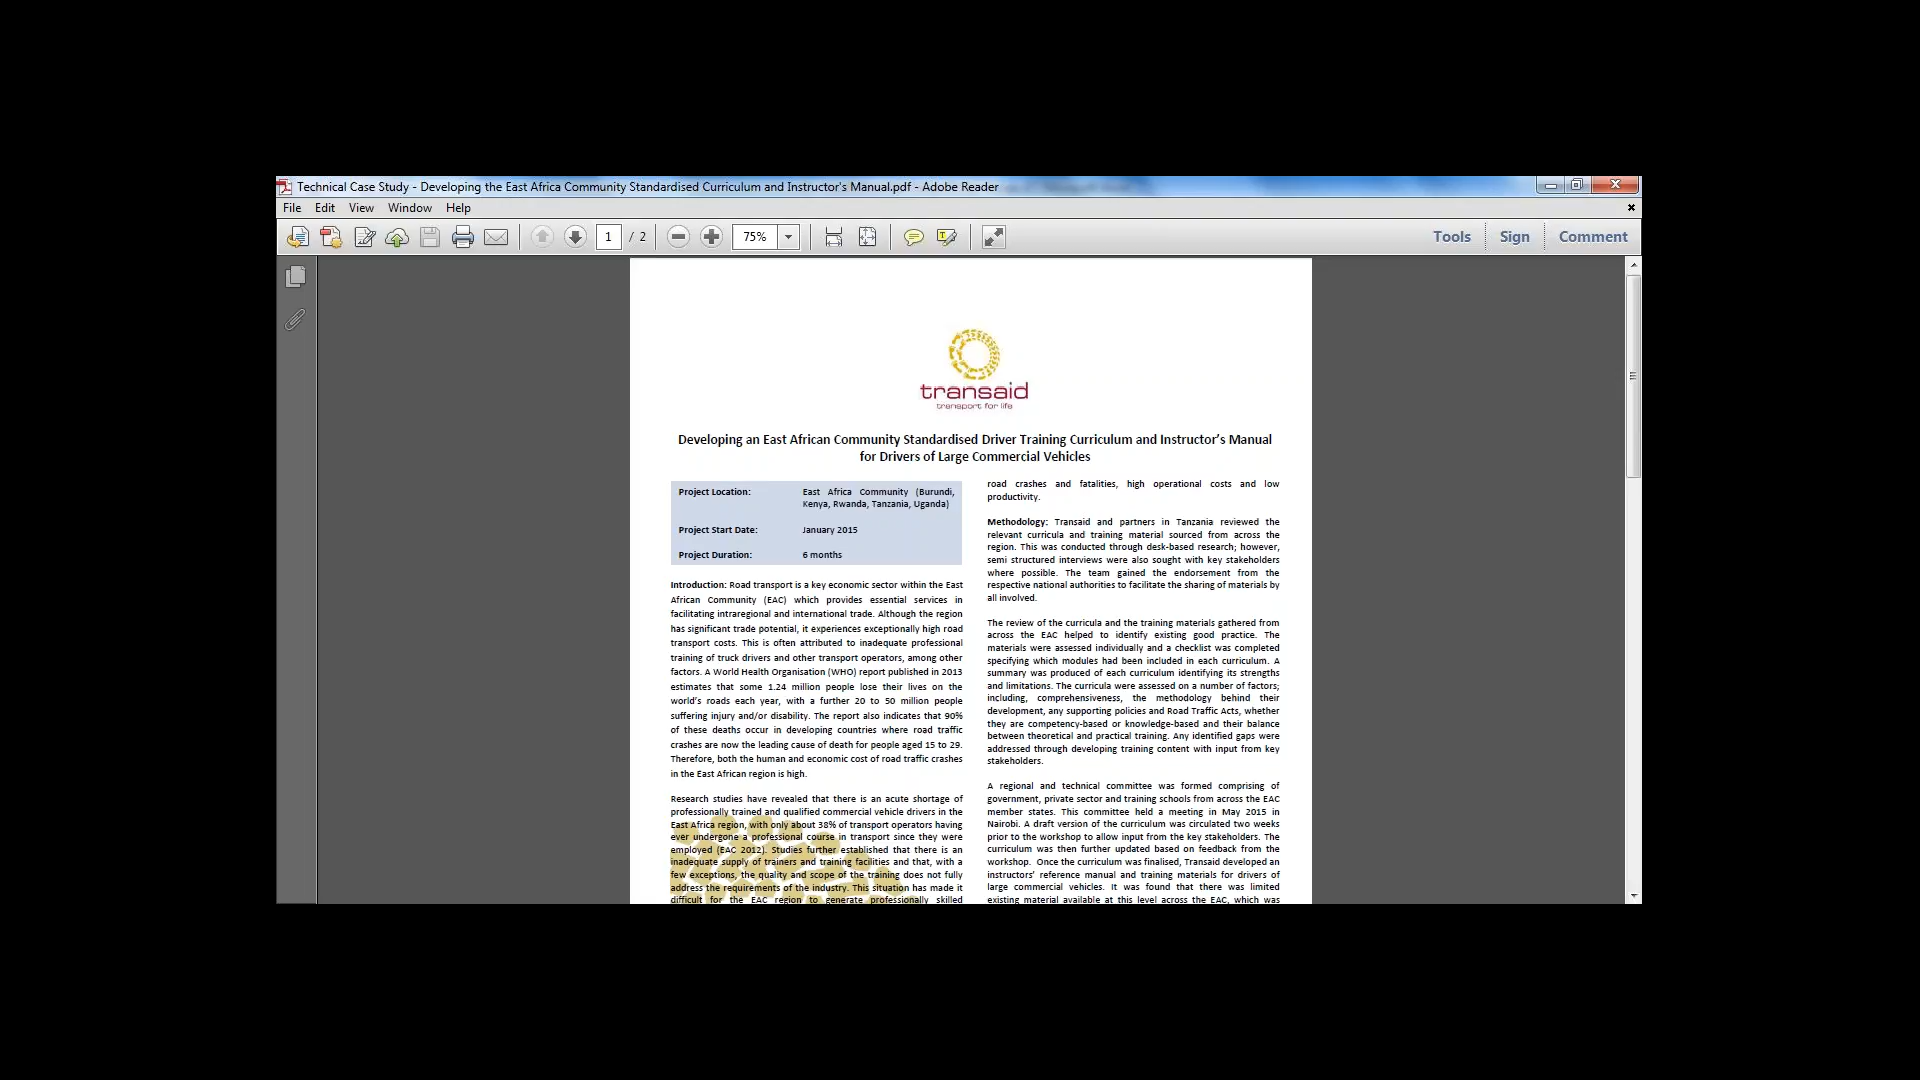 Technical Case Study - Developing the East Africa Community Standardised Curriculum and Instructor's Manual.pdf - Adobe Reader
File Edit View Window Help
1 / 2 75% Tools Sign Comment
transaid
transport for life
Developing an East African Community Standardised Driver Training Curriculum and Instructor’s Manual
for Drivers of Large Commercial Vehicles
Project Location: East Africa Community (Burundi,
Kenya, Rwanda, Tanzania, Uganda)
Project Start Date: January 2015
Project Duration: 6 months
Introduction: Road transport is a key economic sector within the East
African Community (EAC) which provides essential services in
facilitating intraregional and international trade. Although the region
has significant trade potential, it experiences exceptionally high road
transport costs. This is often attributed to inadequate professional
training of truck drivers and other transport operators, among other
factors. A World Health Organisation (WHO) report published in 2013
estimates that some 1.24 million people lose their lives on the
world’s roads each year, with a further 20 to 50 million people
suffering injury and/or disability. The report also indicates that 90%
of these deaths occur in developing countries where road traffic
crashes are now the leading cause of death for people aged 15 to 29.
Therefore, both the human and economic cost of road traffic crashes
in the East African region is high.
Research studies have revealed that there is an acute shortage of
professionally trained and qualified commercial vehicle drivers in the
East Africa region, with only about 38% of transport operators having
ever undergone a professional course in transport since they were
employed (EAC 2012). Studies further established that there is an
inadequate supply of trainers and training facilities and that, with a
few exceptions, the quality and scope of the training does not fully
address the requirements of the industry. This situation has made it
difficult for the EAC region to generate professionally skilled
road crashes and fatalities, high operational costs and low
productivity.
Methodology: Transaid and partners in Tanzania reviewed the
relevant curricula and training material sourced from across the
region. This was conducted through desk-based research; however,
semi structured interviews were also sought with key stakeholders
where possible. The team gained the endorsement from the
respective national authorities to facilitate the sharing of materials by
all involved.
The review of the curricula and the training materials gathered from
across the EAC helped to identify existing good practice. The
materials were assessed individually and a checklist was completed
specifying which modules had been included in each curriculum. A
summary was produced of each curriculum identifying its strengths
and limitations. The curricula were assessed on a number of factors;
including, comprehensiveness, the methodology behind their
development, any supporting policies and Road Traffic Acts, whether
they are competency-based or knowledge-based and their balance
between theoretical and practical training. Any identified gaps were
addressed through developing training content with input from key
stakeholders.
A regional and technical committee was formed comprising of
government, private sector and training schools from across the EAC
member states. This committee held a meeting in May 2015 in
Nairobi. A draft version of the curriculum was circulated two weeks
prior to the workshop to allow input from the key stakeholders. The
curriculum was then further updated based on feedback from the
workshop. Once the curriculum was finalised, Transaid developed an
instructors’ reference manual and training materials for drivers of
large commercial vehicles. It was found that there was limited
existing material available at this level across the EAC, which was